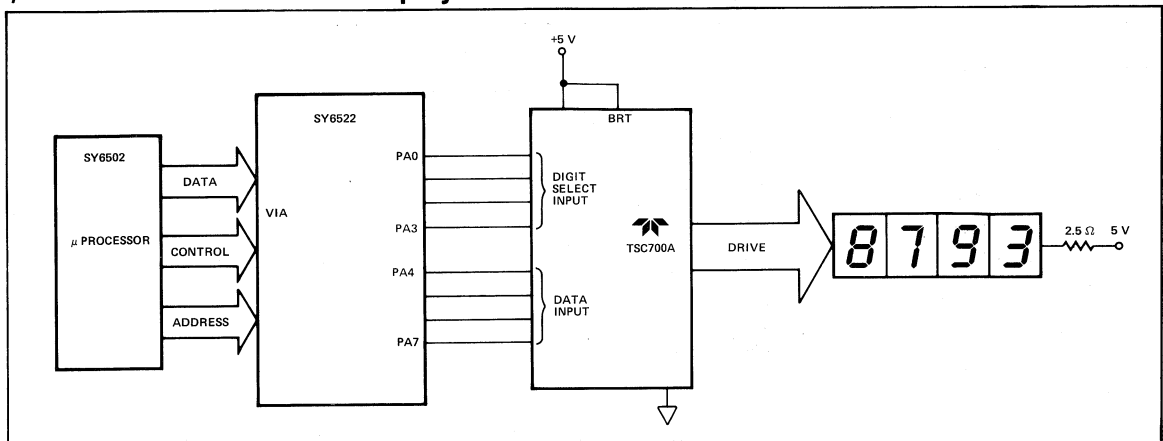 +5 V
SY6502
μ PROCESSOR
DATA
CONTROL
ADDRESS
SY6522
VIA
PA0
PA3
PA4
PA7
BRT
DIGIT
SELECT
INPUT
DATA
INPUT
TSC700A
DRIVE
8793
2.5 Ω
5 V